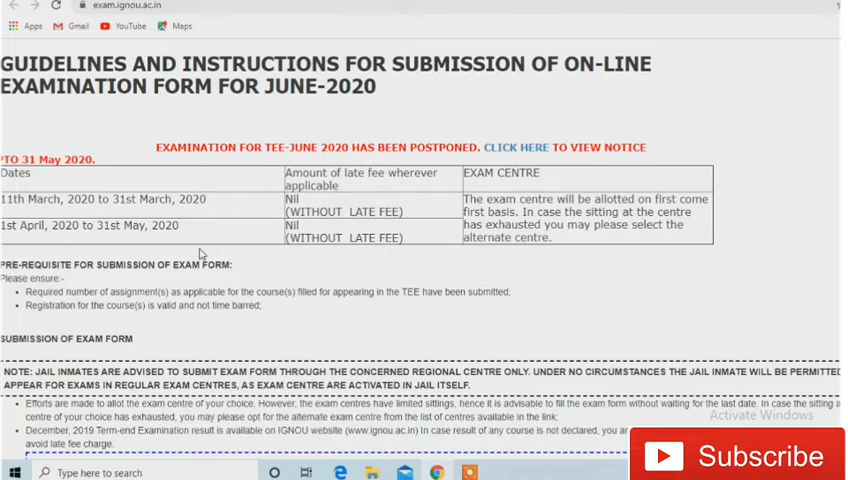 exam.ignou.ac.in
Apps Gmail YouTube Maps
GUIDELINES AND INSTRUCTIONS FOR SUBMISSION OF ON-LINE
EXAMINATION FORM FOR JUNE-2020
EXAMINATION FOR TEE-JUNE 2020 HAS BEEN POSTPONED. CLICK HERE TO VIEW NOTICE
PTO 31 May 2020.
Dates
Amount of late fee wherever
applicable
EXAM CENTRE
11th March, 2020 to 31st March, 2020
Nil
(WITHOUT LATE FEE)
1st April, 2020 to 31st May, 2020
Nil
(WITHOUT LATE FEE)
The exam centre will be allotted on first come
first basis. In case the sitting at the centre
has exhausted you may please select the
alternate centre.
PRE-REQUISITE FOR SUBMISSION OF EXAM FORM:
Please ensure:-
• Required number of assignment(s) as applicable for the course(s) filled for appearing in the TEE have been submitted;
• Registration for the course(s) is valid and not time barred;
SUBMISSION OF EXAM FORM
NOTE: JAIL INMATES ARE ADVISED TO SUBMIT EXAM FORM THROUGH THE CONCERNED REGIONAL CENTRE ONLY. UNDER NO CIRCUMSTANCES THE JAIL INMATE WILL BE PERMITTED
APPEAR FOR EXAMS IN REGULAR EXAM CENTRES, AS EXAM CENTRE ARE ACTIVATED IN JAIL ITSELF.
• Efforts are made to allot the exam centre of your choice. However, the exam centres have limited sittings, hence it is advisable to fill the exam form without waiting for the last date. In case the sitting a
centre of your choice has exhausted, you may please opt for the alternate exam centre from the list of centres available in the link;
• December, 2019 Term-end Examination result is available on IGNOU website (www.ignou.ac.in) In case result of any course is not declared, you ar
avoid late fee charge.
Activate Windows
Subscribe
Type here to search